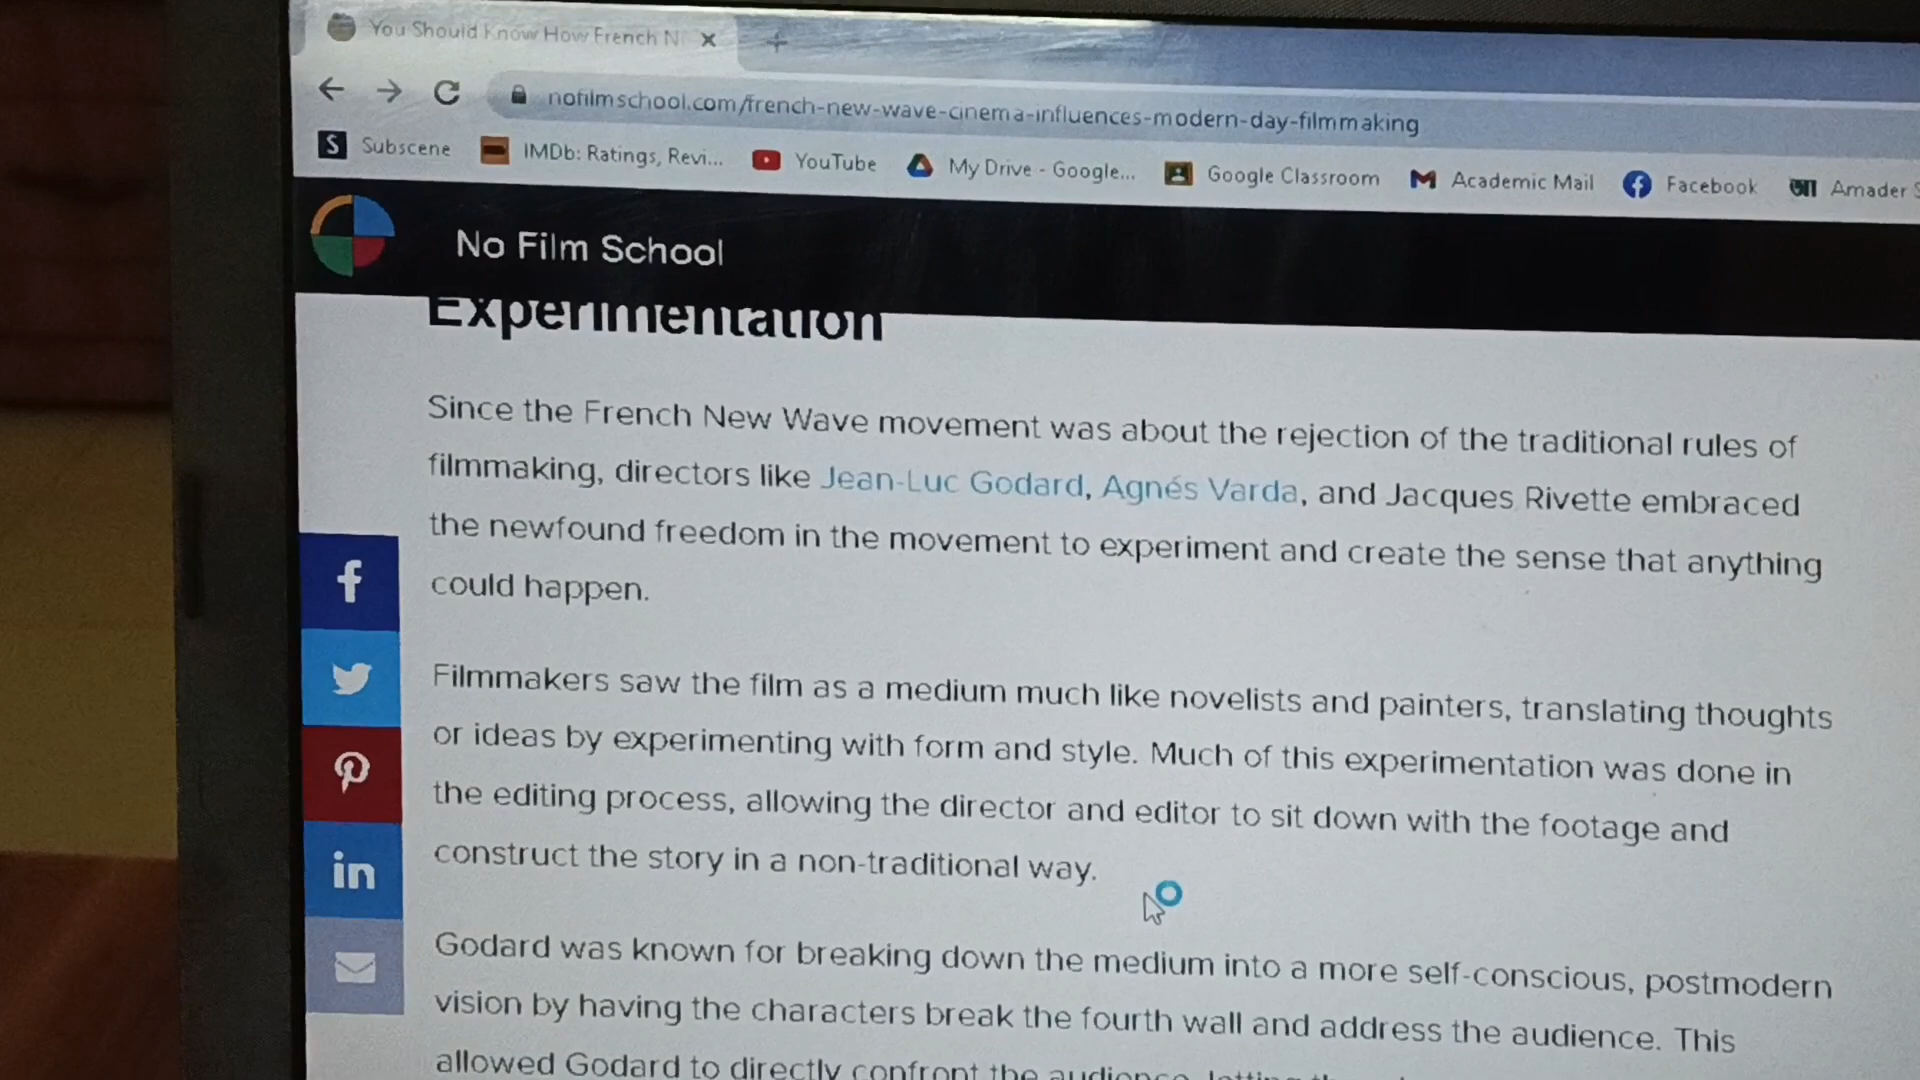 You Should Know How French N
nofilmschool.com/french-new-wave-cinema-influences-modern-day-filmmaking
S Subscene IMDb: Ratings, Revi... YouTube My Drive - Google... Google Classroom Academic Mail Facebook Amader S
No Film School
Experimentation
Since the French New Wave movement was about the rejection of the traditional rules of
filmmaking, directors like Jean-Luc Godard, Agnés Varda, and Jacques Rivette embraced
the newfound freedom in the movement to experiment and create the sense that anything
could happen.
Filmmakers saw the film as a medium much like novelists and painters, translating thoughts
or ideas by experimenting with form and style. Much of this experimentation was done in
the editing process, allowing the director and editor to sit down with the footage and
construct the story in a non-traditional way.
Godard was known for breaking down the medium into a more self-conscious, postmodern
vision by having the characters break the fourth wall and address the audience. This
allowed Godard to directly confront the audience, letting